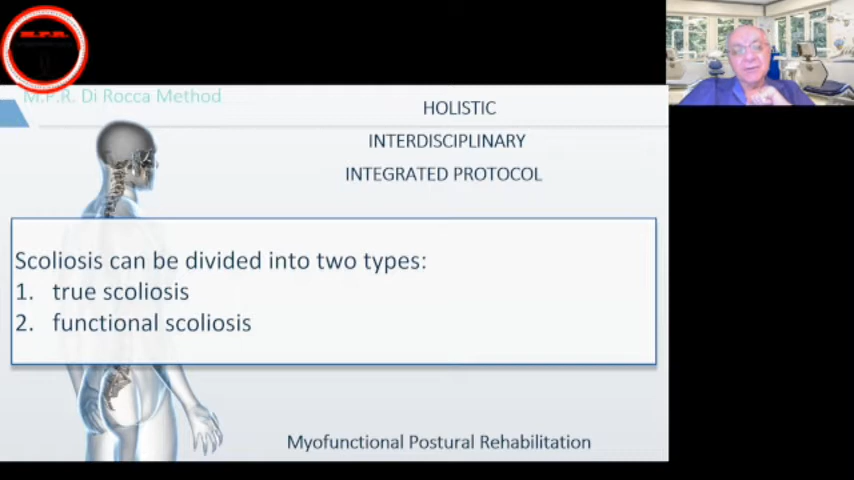 M.P.R.
M.P.R. Di Rocca Method
HOLISTIC
INTERDISCIPLINARY
INTEGRATED PROTOCOL
Scoliosis can be divided into two types:
1. true scoliosis
2. functional scoliosis
Myofunctional Postural Rehabilitation